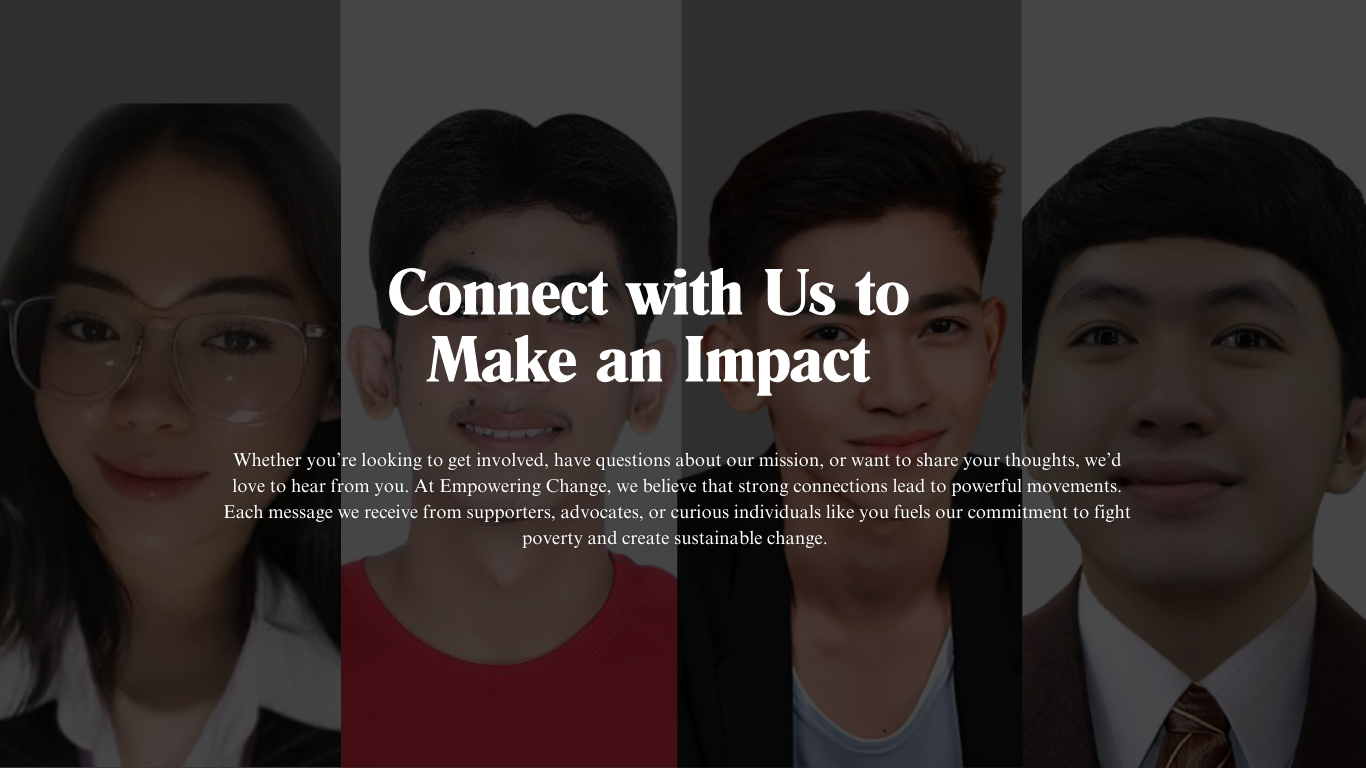 Connect with Us to
Make an Impact
Whether you’re looking to get involved, have questions about our mission, or want to share your thoughts, we’d
love to hear from you. At Empowering Change, we believe that strong connections lead to powerful movements.
Each message we receive from supporters, advocates, or curious individuals like you fuels our commitment to fight
poverty and create sustainable change.